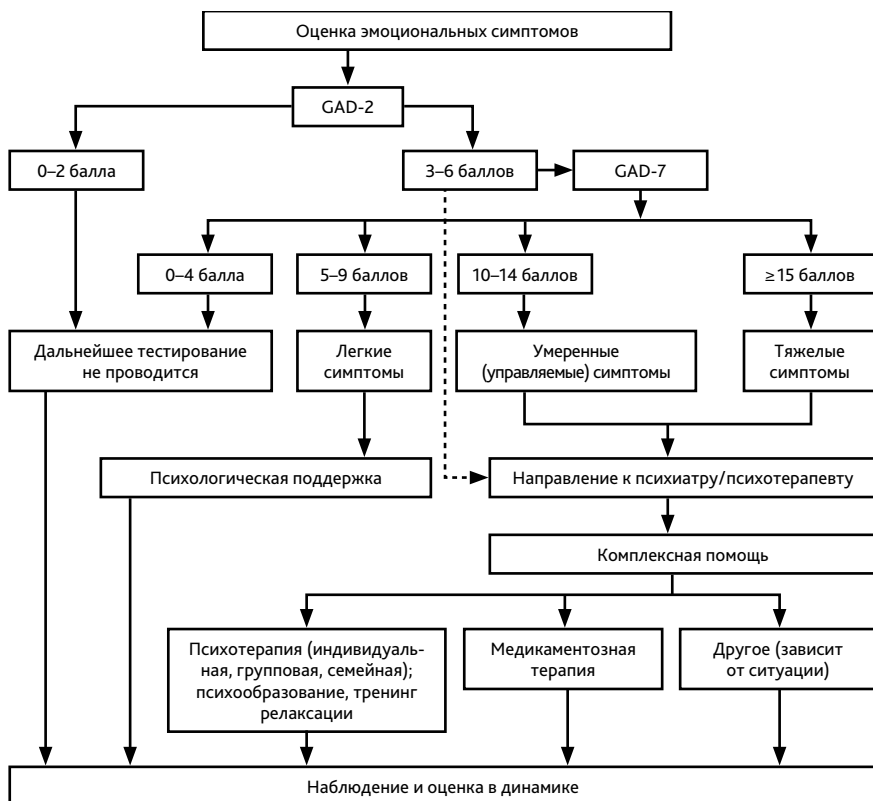 Оценка эмоциональных симптомов
GAD-2
0–2 балла
3–6 баллов
GAD-7
0–4 балла
5–9 баллов
10–14 баллов
≥15 баллов
Дальнейшее тестирование
не проводится
Легкие
симптомы
Умеренные
(управляемые) симптомы
Тяжелые
симптомы
Психологическая поддержка
Направление к психиатру/психотерапевту
Комплексная помощь
Психотерапия (индивидуаль-
ная, групповая, семейная);
психообразование, тренинг
релаксации
Медикаментозная
терапия
Другое (зависит
от ситуации)
Наблюдение и оценка в динамике